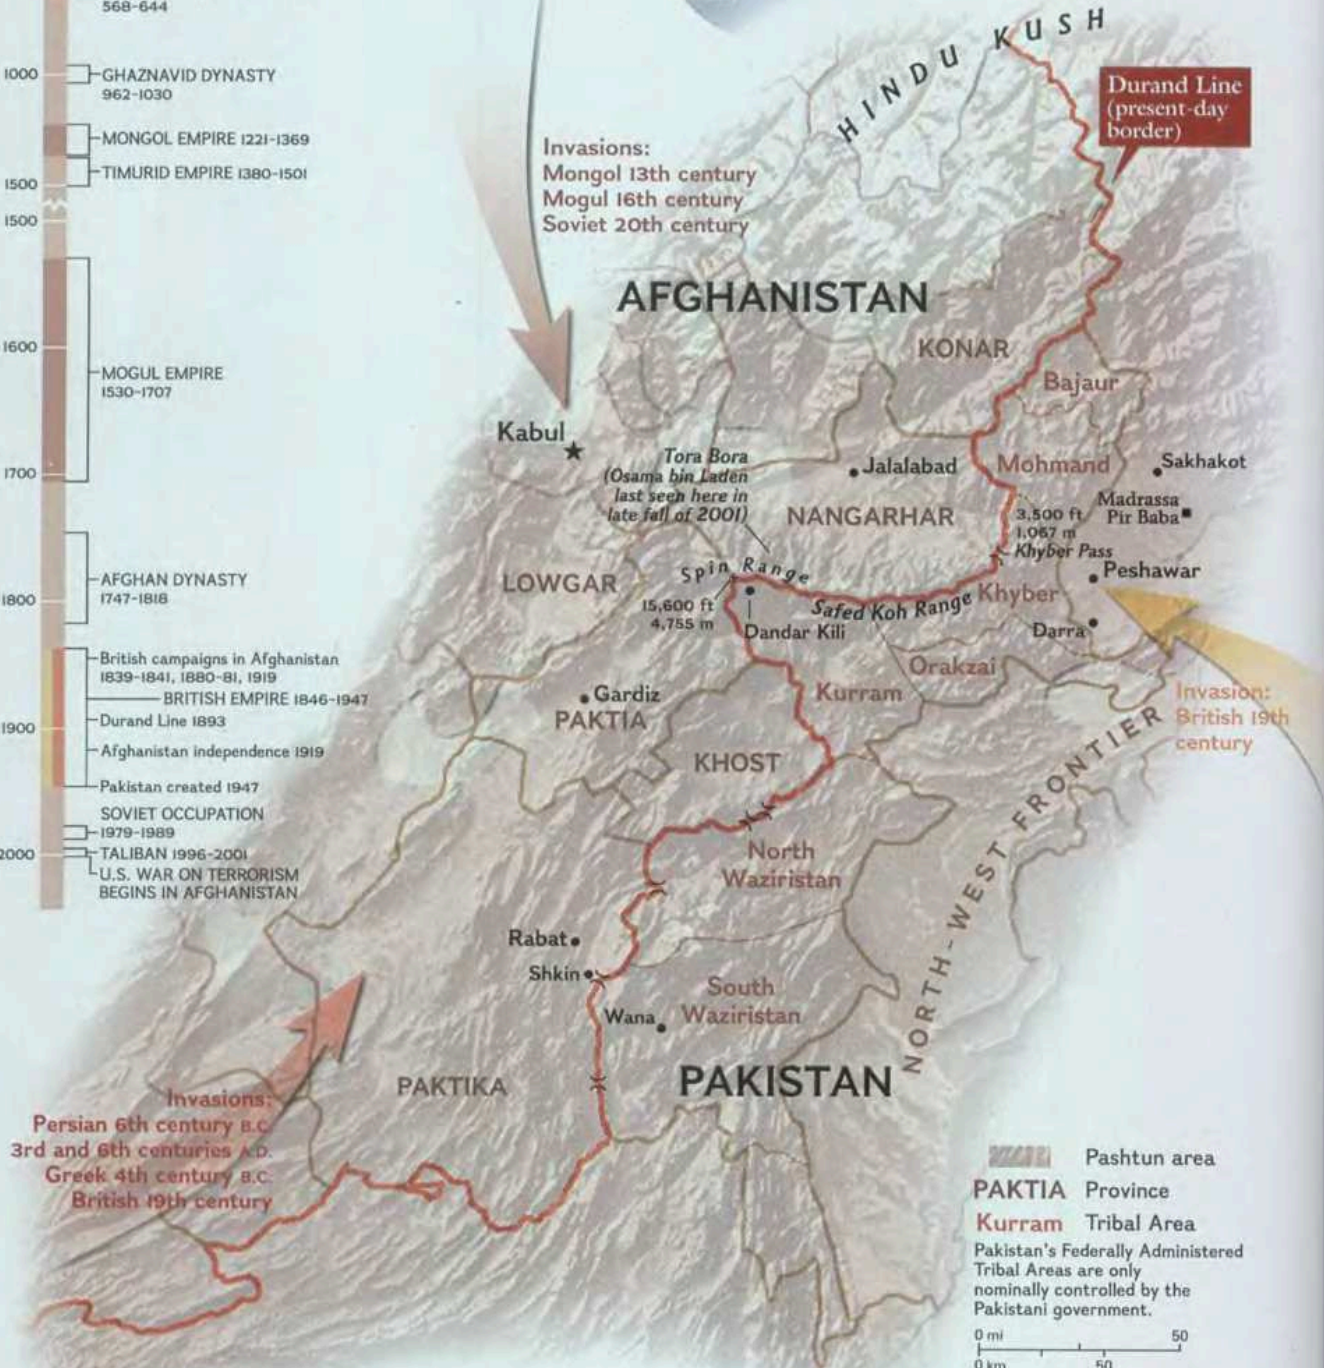 568-644
1000
GHAZNAVID DYNASTY
962-1030
MONGOL EMPIRE 1221-1369
TIMURID EMPIRE 1380-1501
1500
1500
1600
MOGUL EMPIRE
1530-1707
1700
AFGHAN DYNASTY
1747-1818
1800
British campaigns in Afghanistan
1839-1841, 1880-81, 1919
BRITISH EMPIRE 1846-1947
Durand Line 1893
1900
Afghanistan independence 1919
Pakistan created 1947
SOVIET OCCUPATION
1979-1989
2000
TALIBAN 1996-2001
U.S. WAR ON TERRORISM
BEGINS IN AFGHANISTAN
HINDU KUSH
Durand Line
(present-day
border)
Invasions:
Mongol 13th century
Mogul 16th century
Soviet 20th century
AFGHANISTAN
KONAR
Bajaur
Kabul
Tora Bora
(Osama bin Laden
last seen here in
late fall of 2001)
Jalalabad
Mohmand
Sakhakot
Madrassa
Pir Baba
NANGARHAR
3,500 ft
1,067 m
Khyber Pass
Peshawar
LOWGAR
Spin Range
15,600 ft
4,755 m
Safed Koh Range
Khyber
Dandar Kili
Darra
Orakzai
Gardiz
PAKTIA
Kurram
Invasion:
British 19th
century
KHOST
NORTH-WEST FRONTIER
North
Waziristan
Rabat
Shkin
South
Waziristan
Wana
PAKTIKA
PAKISTAN
Invasions:
Persian 6th century B.C.
3rd and 6th centuries A.D.
Greek 4th century B.C.
British 19th century
Pashtun area
PAKTIA Province
Kurram Tribal Area
Pakistan's Federally Administered
Tribal Areas are only
nominally controlled by the
Pakistani government.
0 mi 50
0 km 50